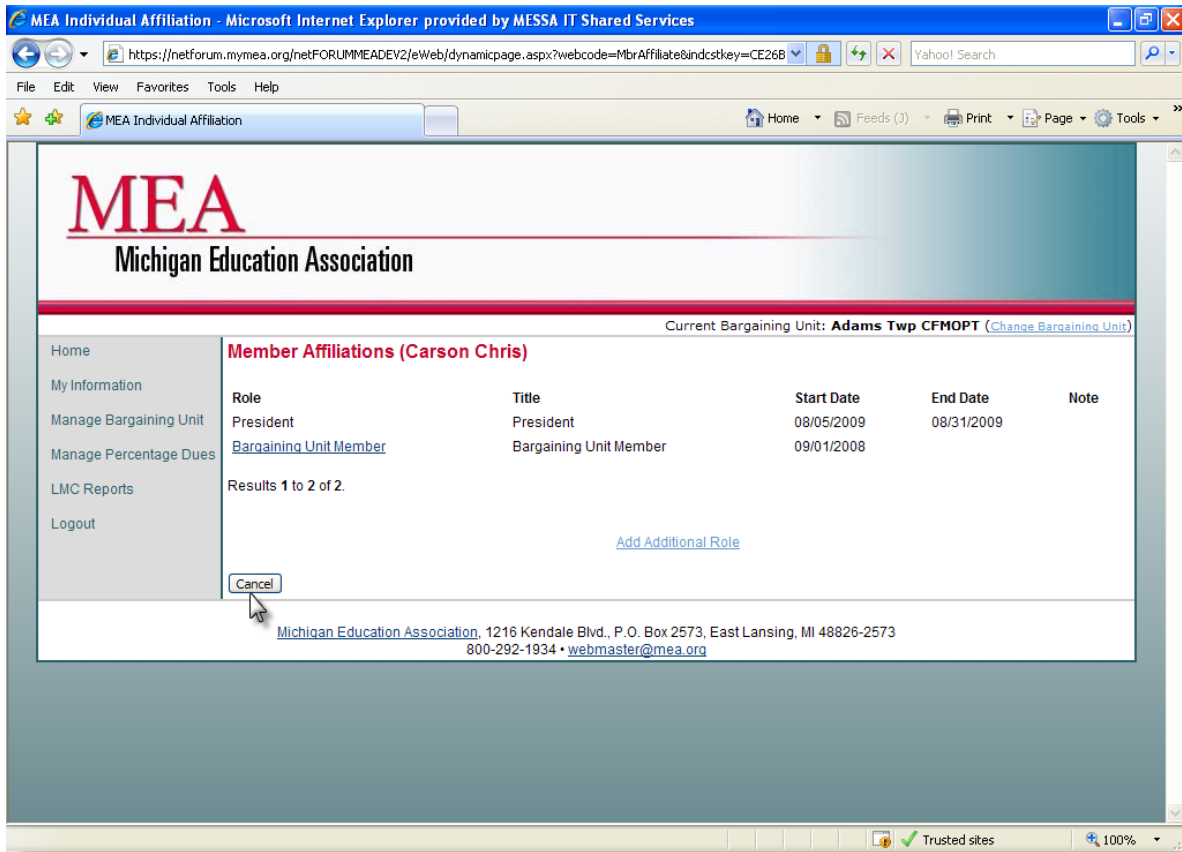 MEA Individual Affiliation - Microsoft Internet Explorer provided by MESSA IT Shared Services
https://netforum.mymea.org/netFORUMMEADEV2/eWeb/dynamicpage.aspx?webcode=MbrAffiliate&indcstkey=CE26B Yahoo! Search
File Edit View Favorites Tools Help
MEA Individual Affiliation Home Feeds (J) Print Page Tools »
MEA
Michigan Education Association
Current Bargaining Unit: Adams Twp CFMOPT (Change Bargaining Unit)
Home
My Information
Manage Bargaining Unit
Manage Percentage Dues
LMC Reports
Logout
Member Affiliations (Carson Chris)
Role Title Start Date End Date Note
President President 08/05/2009 08/31/2009
Bargaining Unit Member Bargaining Unit Member 09/01/2008
Results 1 to 2 of 2.
Add Additional Role
Cancel
Michigan Education Association, 1216 Kendale Blvd., P.O. Box 2573, East Lansing, MI 48826-2573
800-292-1934 • webmaster@mea.org
Trusted sites 100%